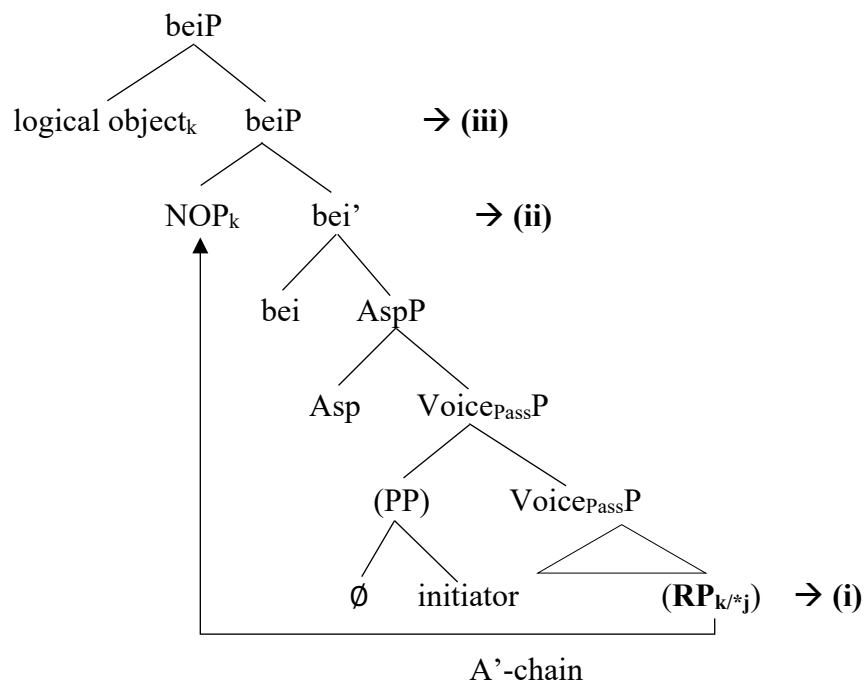 beiP
logical objectₖ beiP → (iii)
NOPₖ bei’ → (ii)
bei AspP
Asp VoicePassP
(PP) VoicePassP
∅ initiator (RPk/*j) → (i)
A’-chain